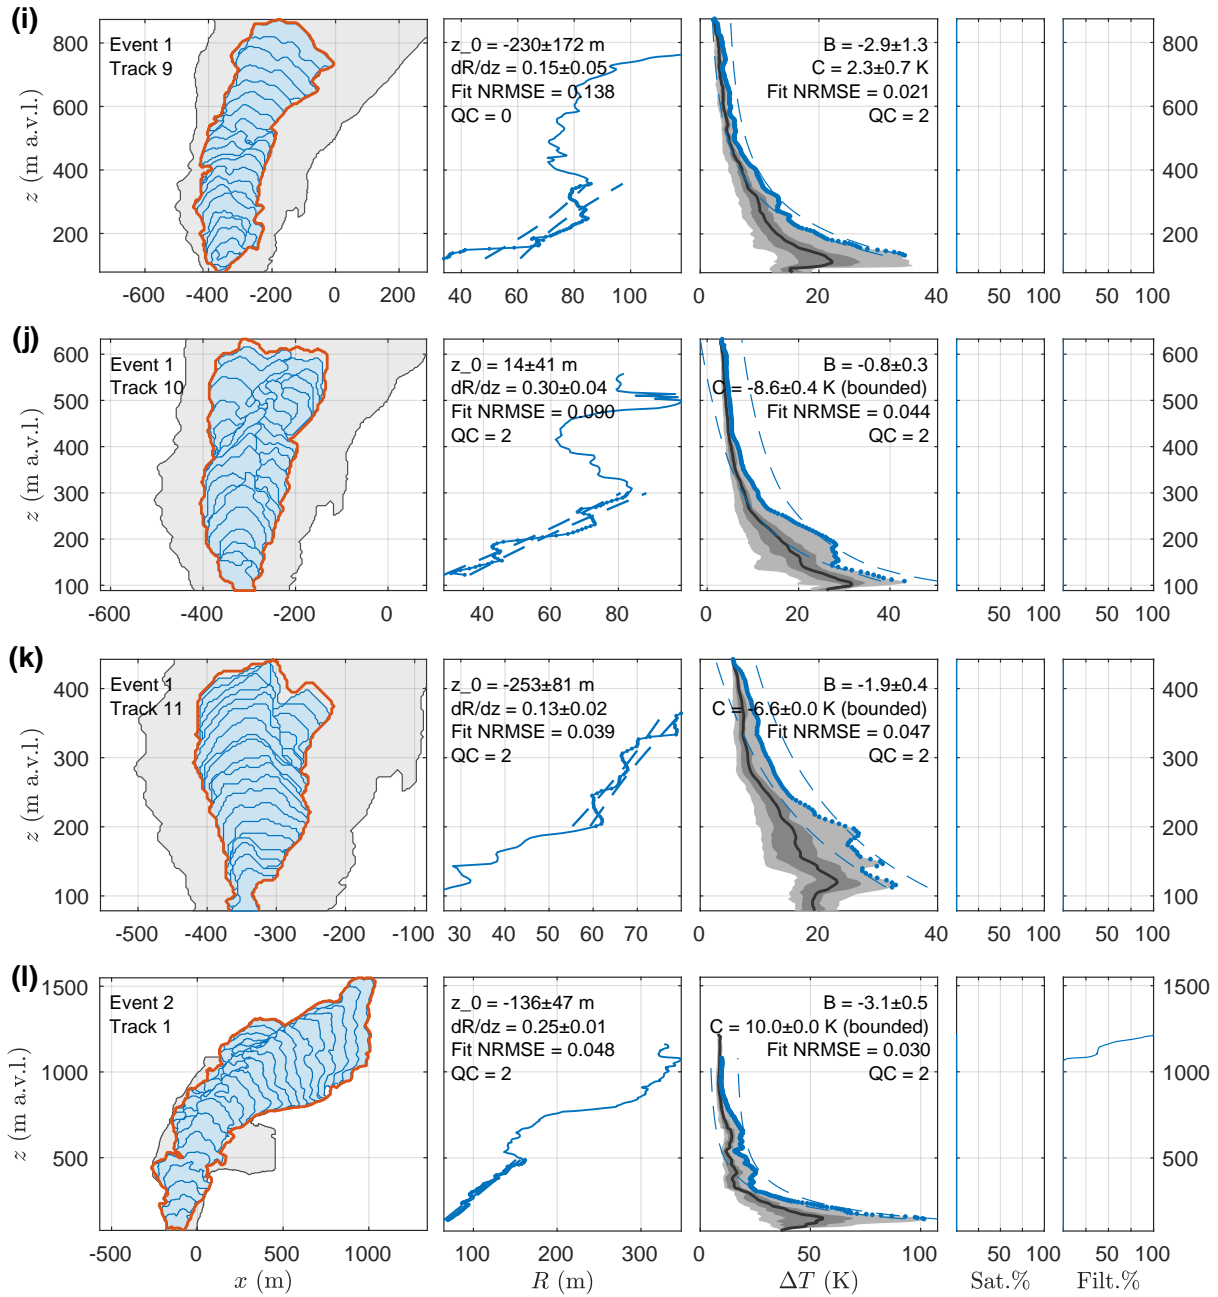 (i)
Event 1
Track 9
z_0 = -230±172 m
dR/dz = 0.15±0.05
Fit NRMSE = 0.138
QC = 0
B = -2.9±1.3
C = 2.3±0.7 K
Fit NRMSE = 0.021
QC = 2
z (m a.v.l.)
800
600
400
200
800
600
400
200
-600 -400 -200 0 200
40 60 80 100
0 20 40
50 100
50 100
(j)
Event 1
Track 10
z_0 = 14±41 m
dR/dz = 0.30±0.04
Fit NRMSE = 0.090
QC = 2
B = -0.8±0.3
C = -8.6±0.4 K (bounded)
Fit NRMSE = 0.044
QC = 2
z (m a.v.l.)
600
500
400
300
200
100
600
500
400
300
200
100
-600 -400 -200 0
40 60 80
0 20 40
50 100
50 100
(k)
Event 1
Track 11
z_0 = -253±81 m
dR/dz = 0.13±0.02
Fit NRMSE = 0.039
QC = 2
B = -1.9±0.4
C = -6.6±0.0 K (bounded)
Fit NRMSE = 0.047
QC = 2
z (m a.v.l.)
400
300
200
100
400
300
200
100
-500 -400 -300 -200 -100
30 40 50 60 70
0 20 40
50 100
50 100
(l)
Event 2
Track 1
z_0 = -136±47 m
dR/dz = 0.25±0.01
Fit NRMSE = 0.048
QC = 2
B = -3.1±0.5
C = 10.0±0.0 K (bounded)
Fit NRMSE = 0.030
QC = 2
z (m a.v.l.)
1500
1000
500
1500
1000
500
-500 0 500 1000
100 200 300
0 50 100
50 100
50 100
x (m)
R (m)
ΔT (K)
Sat.%
Filt.%